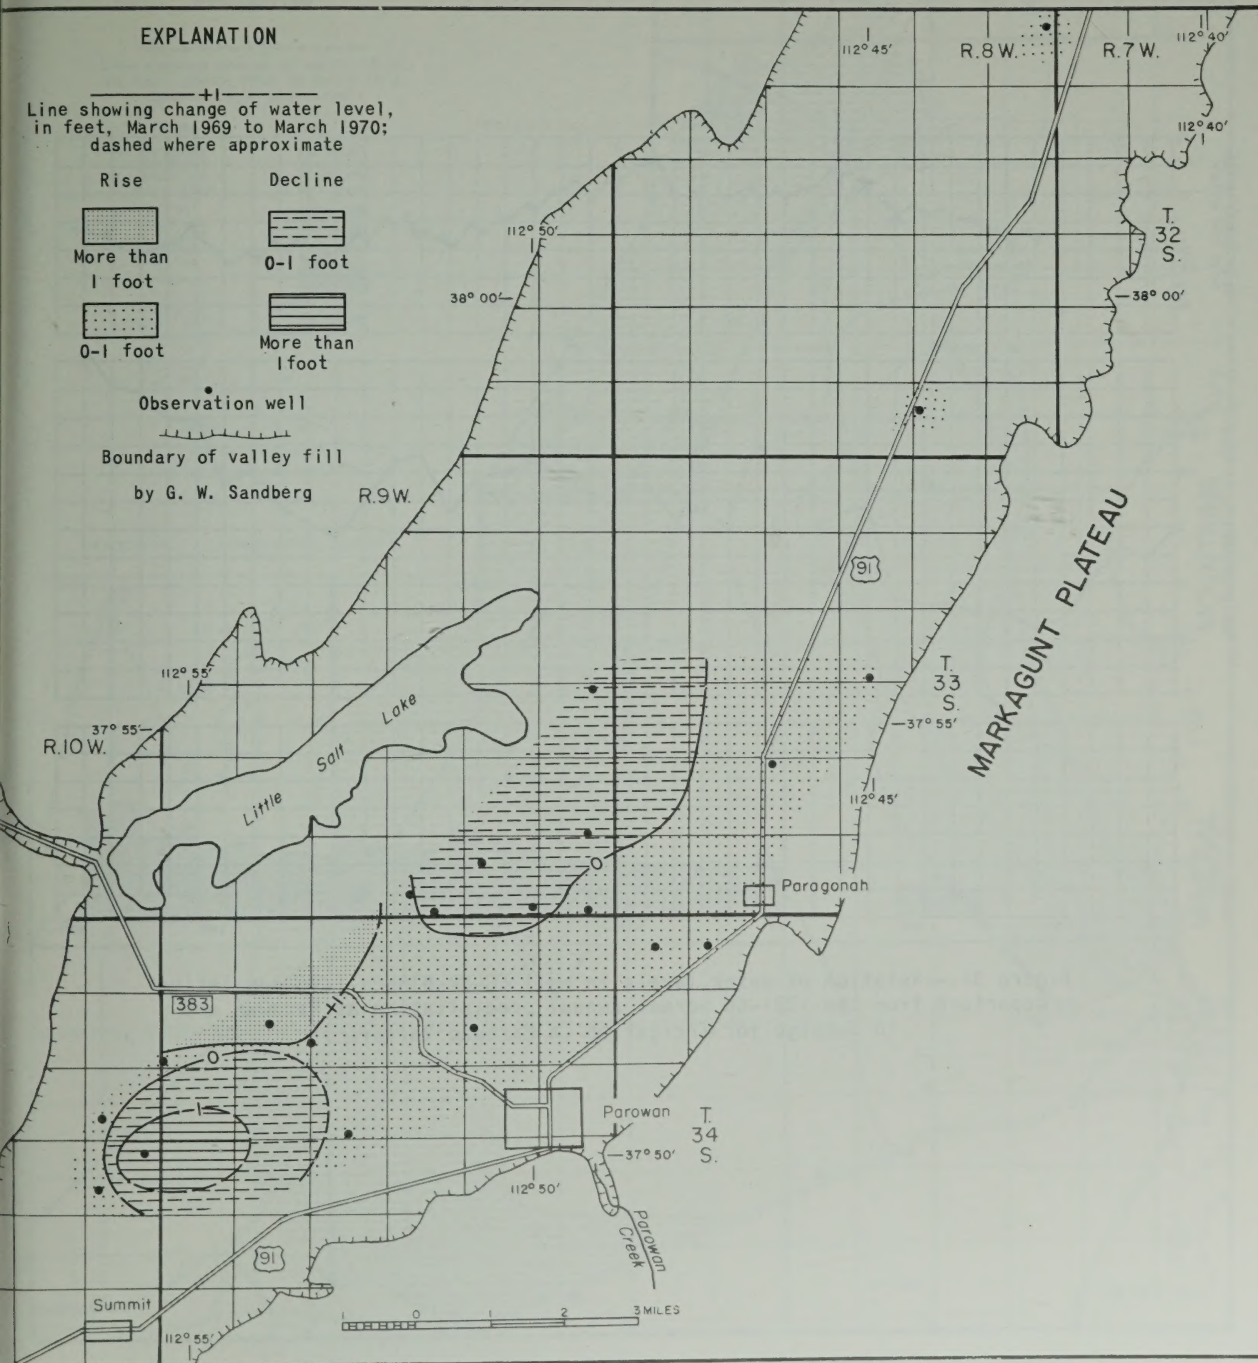 EXPLANATION
+1
Line showing change of water level,
in feet, March 1969 to March 1970;
dashed where approximate
Rise
Decline
More than
1 foot
0-1 foot
0-1 foot
More than
1 foot
Observation well
Boundary of valley fill
by G. W. Sandberg
R.9W.
112° 45'
R.8W.
R.7W.
112° 40'
112° 40'
T.
32
S.
112° 50'
38° 00'
38° 00'
91
MARKAGUNT PLATEAU
112° 55'
T.
33
S.
37° 55'
37° 55'
R.10W.
Little Salt Lake
112° 45'
0
Paragonah
383
+1
0
1
Parowan
T.
34
S.
37° 50'
112° 50'
Parowan
Creek
91
Summit
112° 55'
1 0 1 2 3 MILES